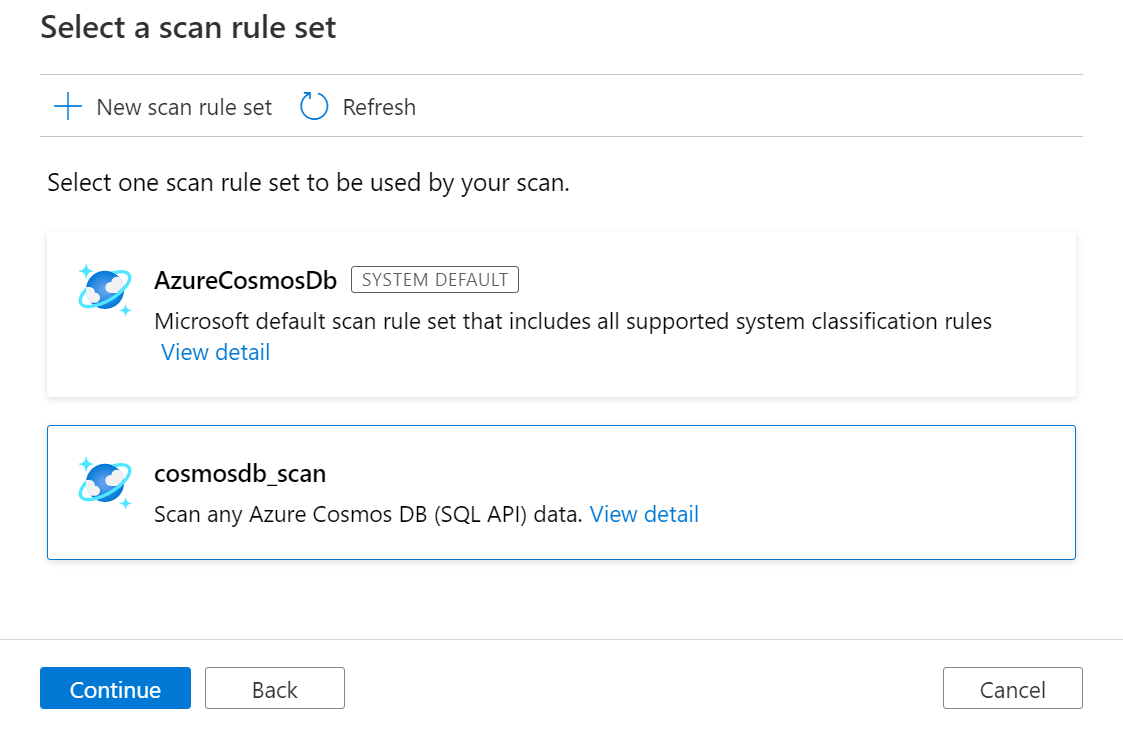 Select a scan rule set
New scan rule set Refresh
Select one scan rule set to be used by your scan.
AzureCosmosDb SYSTEM DEFAULT
Microsoft default scan rule set that includes all supported system classification rules
View detail
cosmosdb_scan
Scan any Azure Cosmos DB (SQL API) data. View detail
Continue Back Cancel